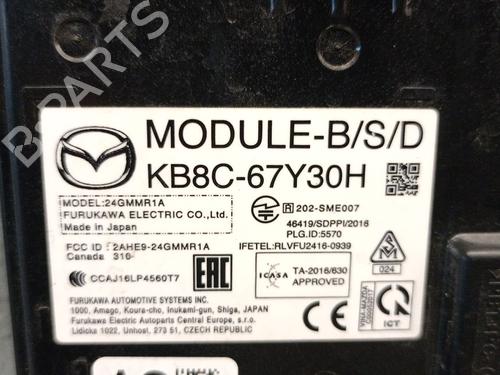 MODULE-B/S/D
KB8C-67Y30H
MODEL:24GMMR1A
FURUKAWA ELECTRIC CO.,Ltd.
Made in Japan
R 202-SME007
46419/SDPPI/2016
PLG.ID:5570
FCC ID 2AHE9-24GMMR1A
IFETEL:RLVFU2416-0939
Canada 310-
CCAJ16LP4560T7
EAC
ICASA
TA-2016/630
APPROVED
024
FURUKAWA AUTOMOTIVE SYSTEMS INC.
1000, Amago, Koura-cho, Inukami-gun, Shiga, JAPAN
Furukawa Electric Autoparts Central Europe, s.r.o.
Lidicka 1022, Unhost, 273 51, CZECH REPUBLIC
CE
ICT
B PARTS